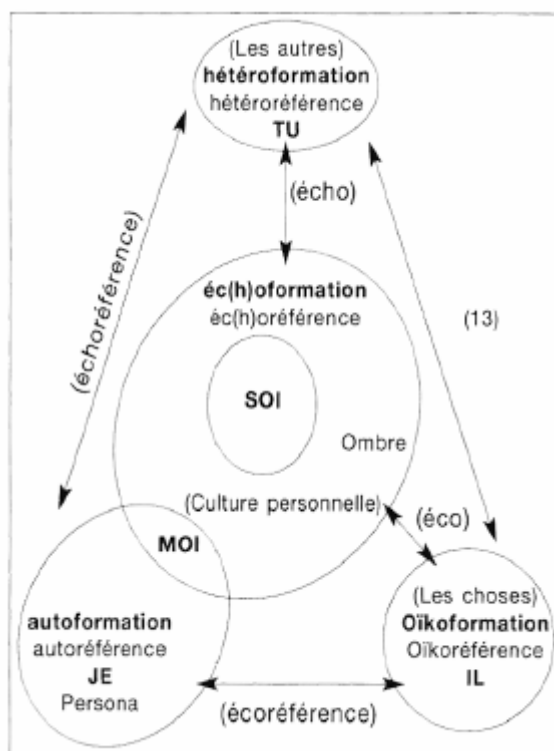 (Les autres)
hétéroformation
hétéroréférence
TU
(écho)
(échoréférence)
éc(h)oformation
éc(h)oréférence
(13)
SOI
Ombre
(Culture personnelle)
(éco)
MOI
(Les choses)
autoformation
Oïkoformation
autoréférence
Oïkoréférence
JE
IL
Persona
(écoréférence)